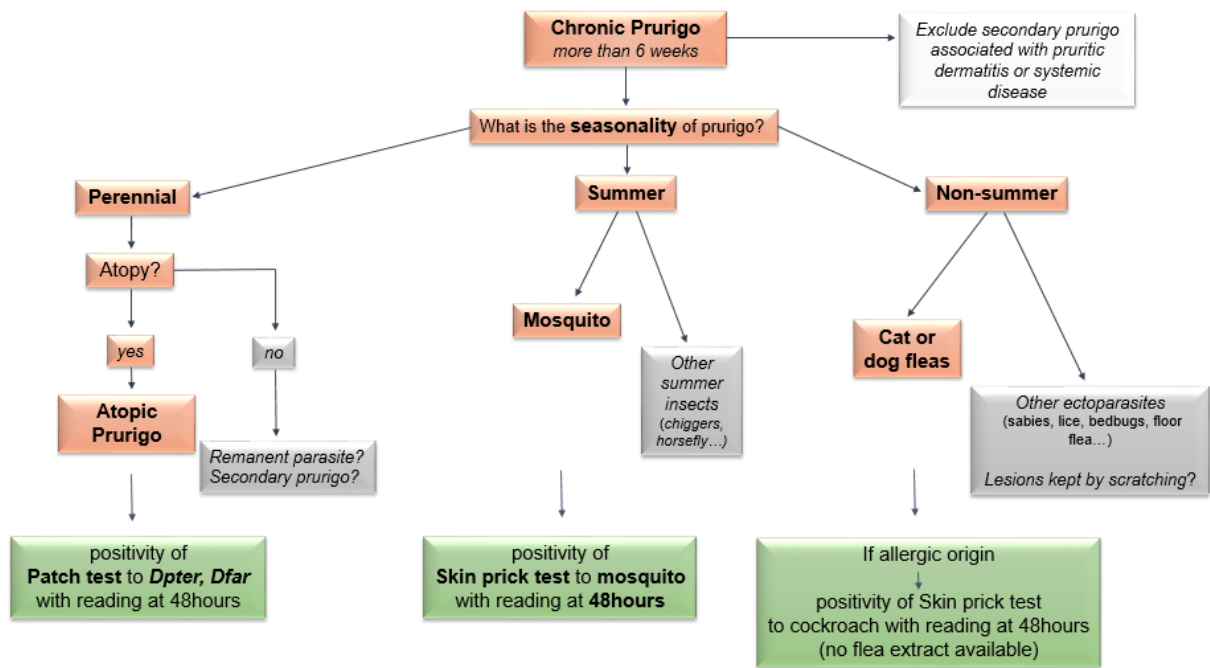 Chronic Prurigo
more than 6 weeks
Exclude secondary prurigo
associated with pruritic
dermatitis or systemic
disease
What is the seasonality of prurigo?
Perennial
Summer
Non-summer
Atopy?
yes
no
Atopic
Prurigo
Remanent parasite?
Secondary prurigo?
Mosquito
Other
summer
insects
(chiggers,
horsefly…)
Cat or
dog fleas
Other ectoparasites
(sabies, lice, bedbugs, floor
flea…)
Lesions kept by scratching?
positivity of
Patch test to Dpter, Dfar
with reading at 48hours
positivity of
Skin prick test to mosquito
with reading at 48hours
If allergic origin
positivity of Skin prick test
to cockroach with reading at 48hours
(no flea extract available)